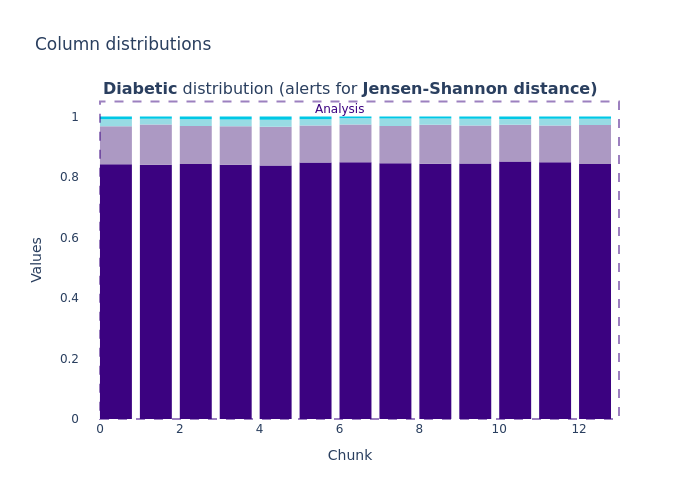 Column distributions
Diabetic distribution (alerts for Jensen-Shannon distance)
Analysis
1
0.8
0.6
0.4
0.2
0
Values
0 2 4 6 8 10 12
Chunk